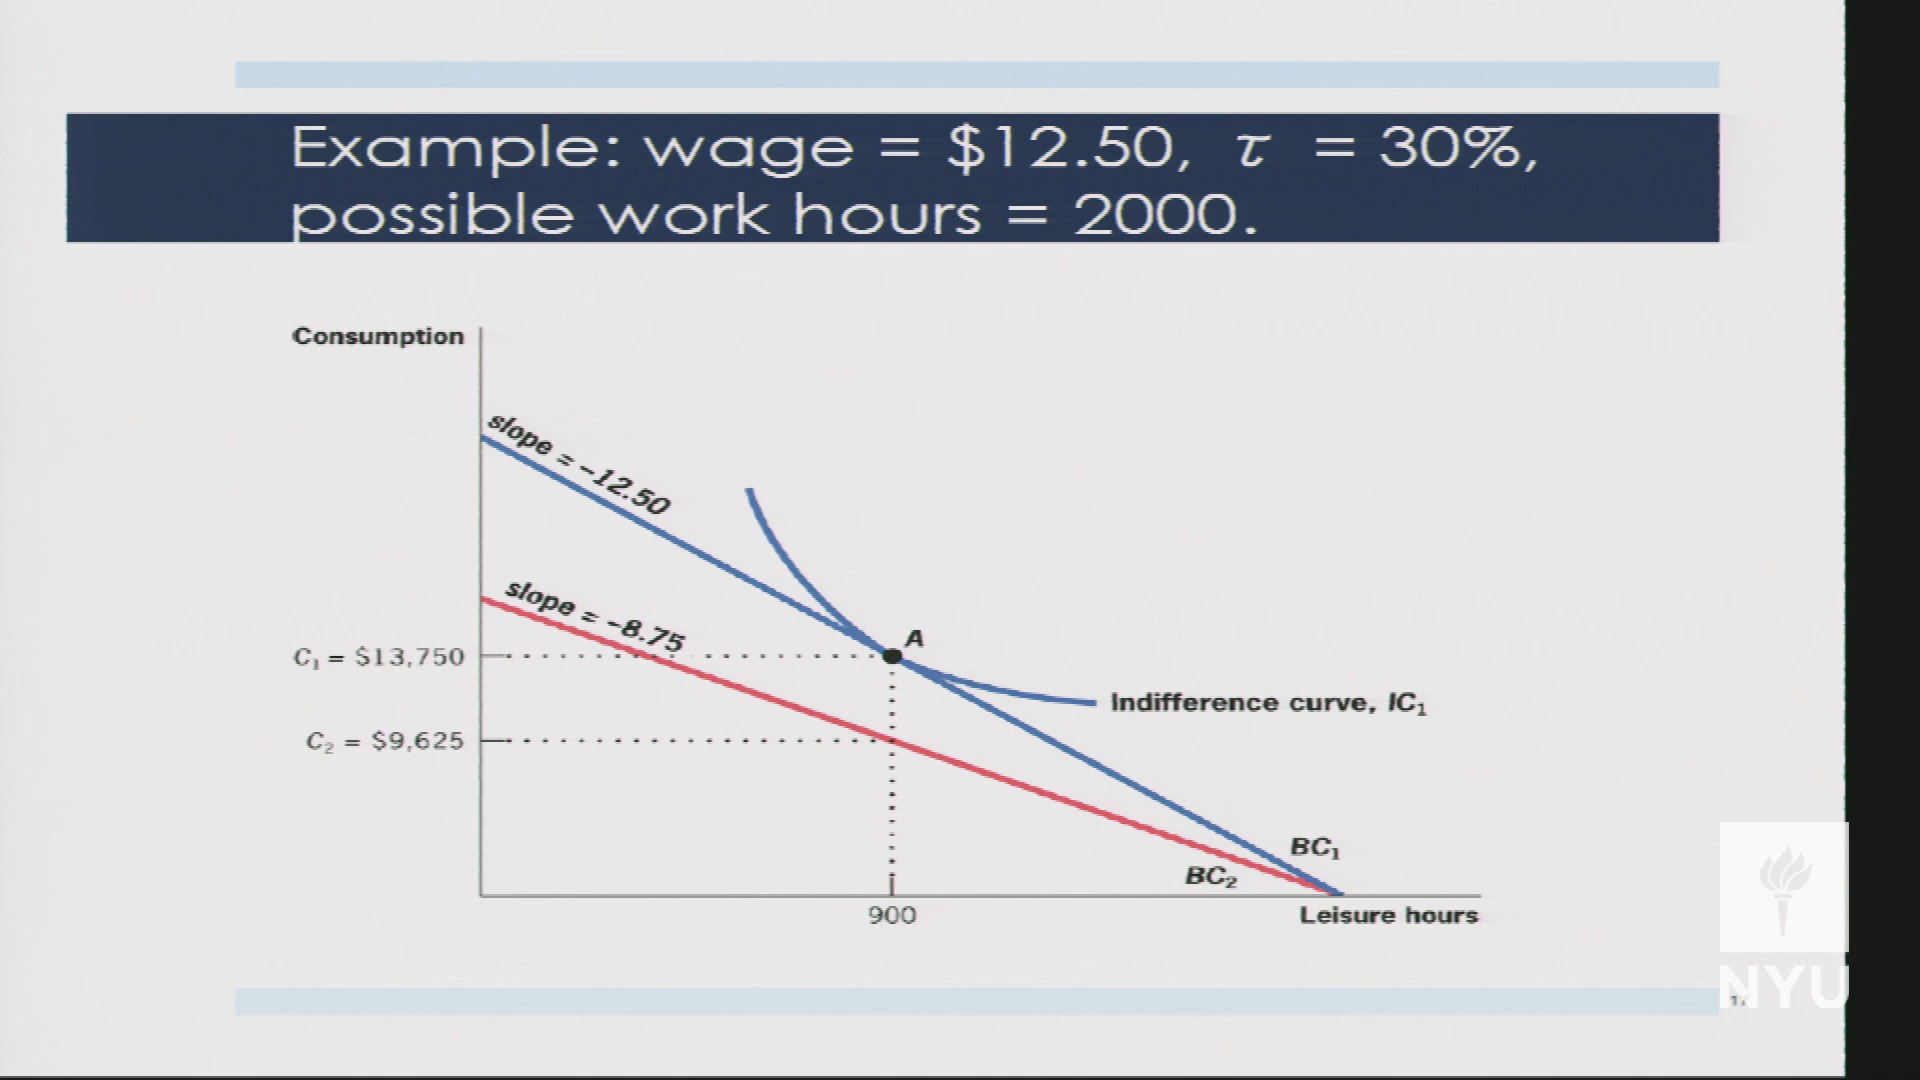 Example: wage = $12.50, τ = 30%,
possible work hours = 2000.
Consumption
slope = −12.50
slope = −8.75
A
C₁ = $13,750
Indifference curve, IC₁
C₂ = $9,625
BC₁
BC₂
900
Leisure hours
NYU